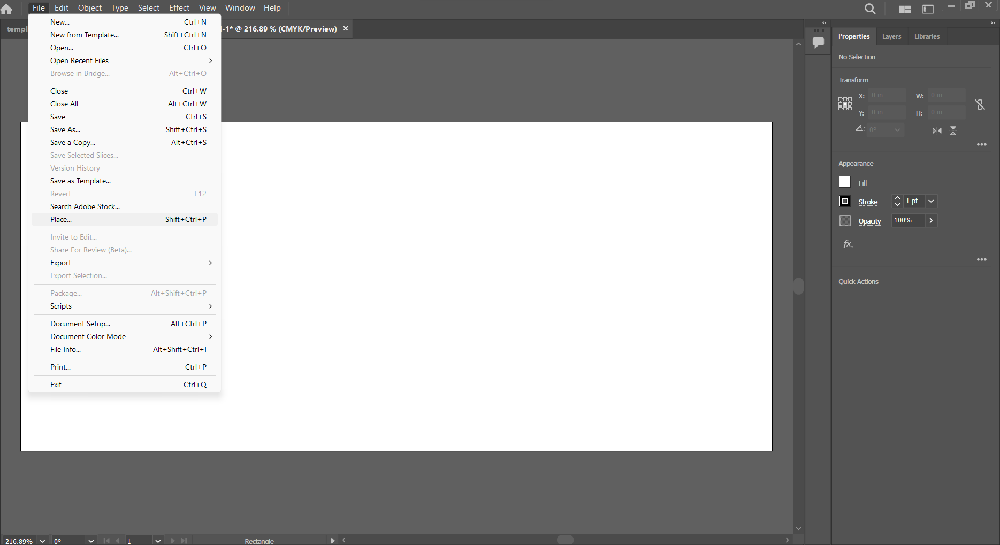 File Edit Object Type Select Effect View Window Help
templ
-1* @ 216.89 % (CMYK/Preview)
New... Ctrl+N
New from Template... Shift+Ctrl+N
Open... Ctrl+O
Open Recent Files
Browse in Bridge... Alt+Ctrl+O
Close Ctrl+W
Close All Alt+Ctrl+W
Save Ctrl+S
Save As... Shift+Ctrl+S
Save a Copy... Alt+Ctrl+S
Save Selected Slices...
Version History
Save as Template...
Revert F12
Search Adobe Stock...
Place... Shift+Ctrl+P
Invite to Edit...
Share For Review (Beta)...
Export
Export Selection...
Package... Alt+Shift+Ctrl+P
Scripts
Document Setup... Alt+Ctrl+P
Document Color Mode
File Info... Alt+Shift+Ctrl+I
Print... Ctrl+P
Exit Ctrl+Q
Properties Layers Libraries
No Selection
Transform
X: 0 in W: 0 in
Y: 0 in H: 0 in
0°
Appearance
Fill
Stroke 1 pt
Opacity 100%
fx.
Quick Actions
216.89% 0° 1 Rectangle